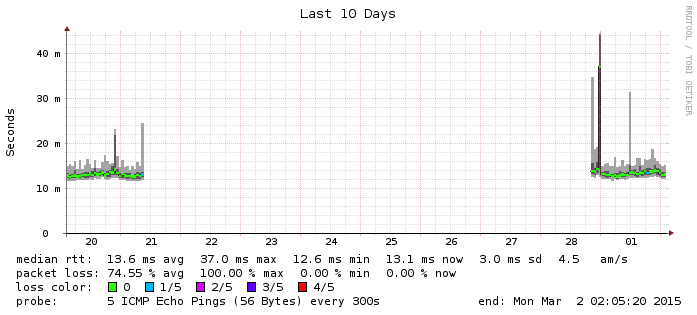 Last 10 Days
RRDTOOL / TOBI OETIKER
Seconds
40 m
30 m
20 m
10 m
0
20 21 22 23 24 25 26 27 28 01
median rtt: 13.6 ms avg 37.0 ms max 12.6 ms min 13.1 ms now 3.0 ms sd 4.5 am/s
packet loss: 74.55 % avg 100.00 % max 0.00 % min 0.00 % now
loss color: 0 1/5 2/5 3/5 4/5
probe: 5 ICMP Echo Pings (56 Bytes) every 300s end: Mon Mar 2 02:05:20 2015